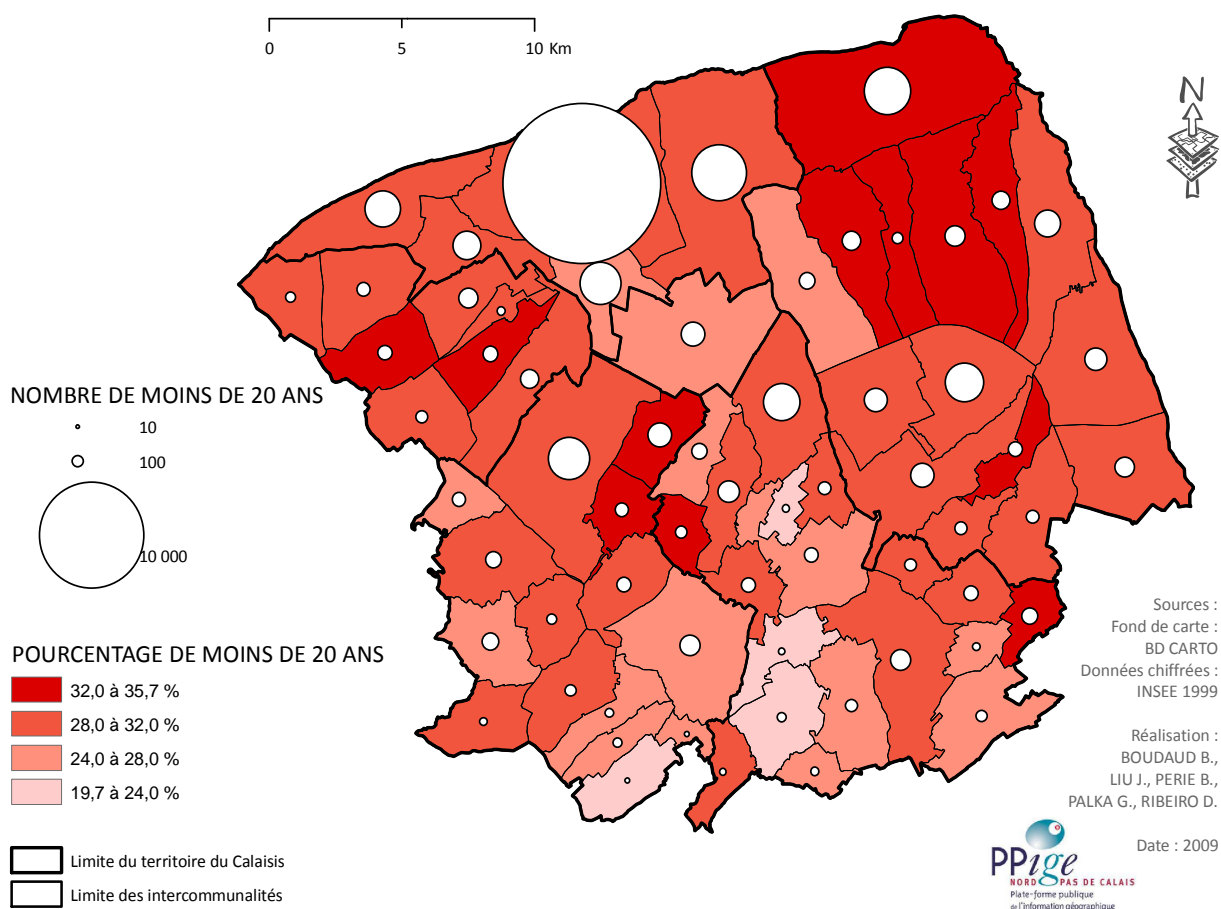 0 5 10 Km
N
NOMBRE DE MOINS DE 20 ANS
10
100
10 000
POURCENTAGE DE MOINS DE 20 ANS
32,0 à 35,7 %
28,0 à 32,0 %
24,0 à 28,0 %
19,7 à 24,0 %
Limite du territoire du Calaisis
Limite des intercommunalités
Sources :
Fond de carte :
BD CARTO
Données chiffrées :
INSEE 1999
Réalisation :
BOUDAUD B.,
LIU J., PERIE B.,
PALKA G., RIBEIRO D.
Date : 2009
PPige
NORD PAS DE CALAIS
Plate-forme publique
de l'information géographique